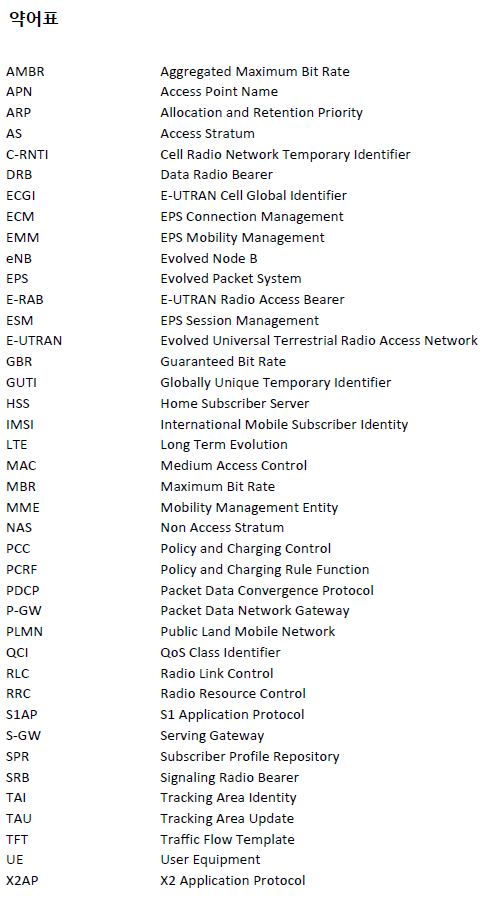 약어표
AMBR Aggregated Maximum Bit Rate
APN Access Point Name
ARP Allocation and Retention Priority
AS Access Stratum
C-RNTI Cell Radio Network Temporary Identifier
DRB Data Radio Bearer
ECGI E-UTRAN Cell Global Identifier
ECM EPS Connection Management
EMM EPS Mobility Management
eNB Evolved Node B
EPS Evolved Packet System
E-RAB E-UTRAN Radio Access Bearer
ESM EPS Session Management
E-UTRAN Evolved Universal Terrestrial Radio Access Network
GBR Guaranteed Bit Rate
GUTI Globally Unique Temporary Identifier
HSS Home Subscriber Server
IMSI International Mobile Subscriber Identity
LTE Long Term Evolution
MAC Medium Access Control
MBR Maximum Bit Rate
MME Mobility Management Entity
NAS Non Access Stratum
PCC Policy and Charging Control
PCRF Policy and Charging Rule Function
PDCP Packet Data Convergence Protocol
P-GW Packet Data Network Gateway
PLMN Public Land Mobile Network
QCI QoS Class Identifier
RLC Radio Link Control
RRC Radio Resource Control
S1AP S1 Application Protocol
S-GW Serving Gateway
SPR Subscriber Profile Repository
SRB Signaling Radio Bearer
TAI Tracking Area Identity
TAU Tracking Area Update
TFT Traffic Flow Template
UE User Equipment
X2AP X2 Application Protocol